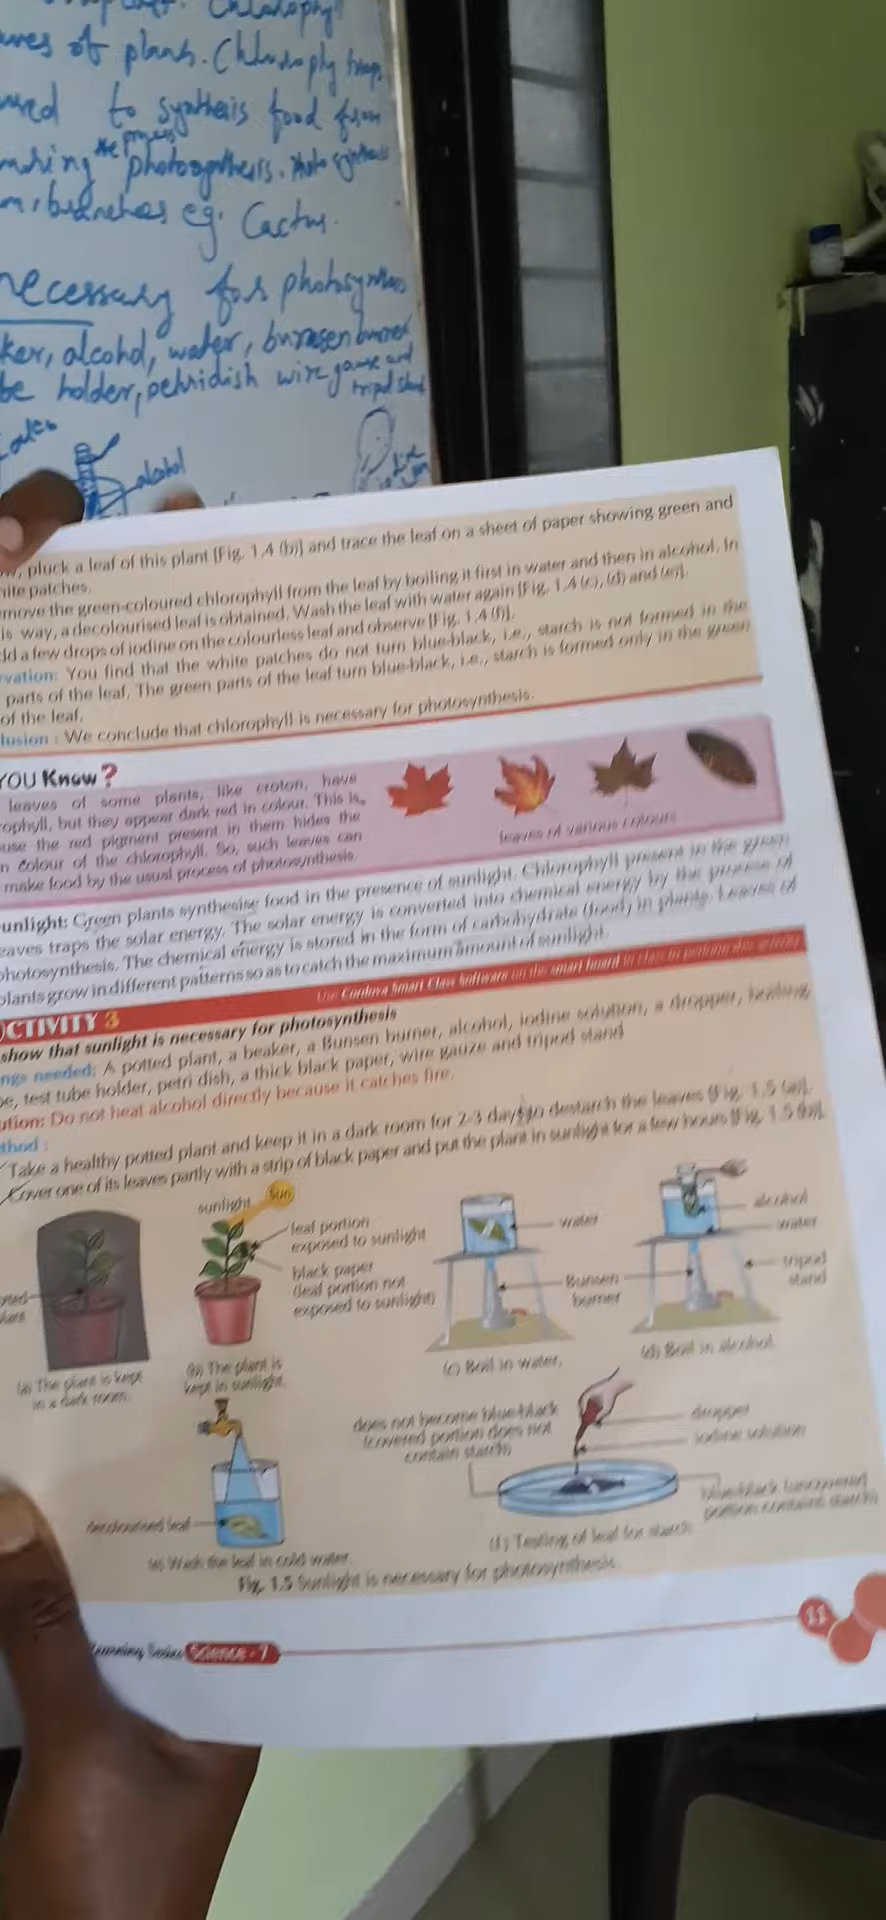 Chlorophyll
of plants. Chlorophy traps
to synthesis food from
making the process photosynthesis. Photosynthesis
branches eg. Cactus.
necessary for photosynthes
ker, alcohol, water, bunsen burner
be holder, petridish wire gauze and
tripod stand
alcohol
, pluck a leaf of this plant [Fig. 1.4 (b)] and trace the leaf on a sheet of paper showing green and
hite patches.
move the green-coloured chlorophyll from the leaf by boiling it first in water and then in alcohol. In
is way, a decolourised leaf is obtained. Wash the leaf with water again [Fig. 1.4 (c), (d) and (e)].
dd a few drops of iodine on the colourless leaf and observe [Fig. 1.4 (f)].
rvation: You find that the white patches do not turn blue-black, i.e., starch is not formed in the
parts of the leaf. The green parts of the leaf turn blue-black, i.e., starch is formed only in the green
of the leaf.
lusion : We conclude that chlorophyll is necessary for photosynthesis.
YOU Know?
leaves of some plants, like croton, have
rophyll, but they appear dark red in colour. This is,
use the red pigment present in them hides the
n colour of the chlorophyll. So, such leaves can
make food by the usual process of photosynthesis.
leaves of various colours
unlight: Green plants synthesise food in the presence of sunlight. Chlorophyll present in the green
eaves traps the solar energy. The solar energy is converted into chemical energy by the process of
photosynthesis. The chemical energy is stored in the form of carbohydrate (food) in plants. Leaves of
plants grow in different patterns so as to catch the maximum amount of sunlight.
Use Cordova Smart Class Software on the smart board in class to perform this activity
CTIVITY 3
show that sunlight is necessary for photosynthesis
ngs needed: A potted plant, a beaker, a Bunsen burner, alcohol, iodine solution, a dropper, boiling
be, test tube holder, petri dish, a thick black paper, wire gauze and tripod stand
ution: Do not heat alcohol directly because it catches fire.
thod :
Take a healthy potted plant and keep it in a dark room for 2-3 days to destarch the leaves [Fig. 1.5 (a)].
Cover one of its leaves partly with a strip of black paper and put the plant in sunlight for a few hours [Fig. 1.5 (b)].
sunlight
Sun
leaf portion
exposed to sunlight
black paper
(leaf portion not
exposed to sunlight)
water
Bunsen
burner
alcohol
water
tripod
stand
otted
lant
(a) The plant is kept
in a dark room.
(b) The plant is
kept in sunlight.
(c) Boil in water.
(d) Boil in alcohol.
does not become blue-black
(covered portion does not
contain starch)
dropper
iodine solution
blue-black (uncovered
portion contains starch)
decolourised leaf
(e) Wash the leaf in cold water.
(f) Testing of leaf for starch
Fig. 1.5 Sunlight is necessary for photosynthesis.
Learning Series Science - 7
11